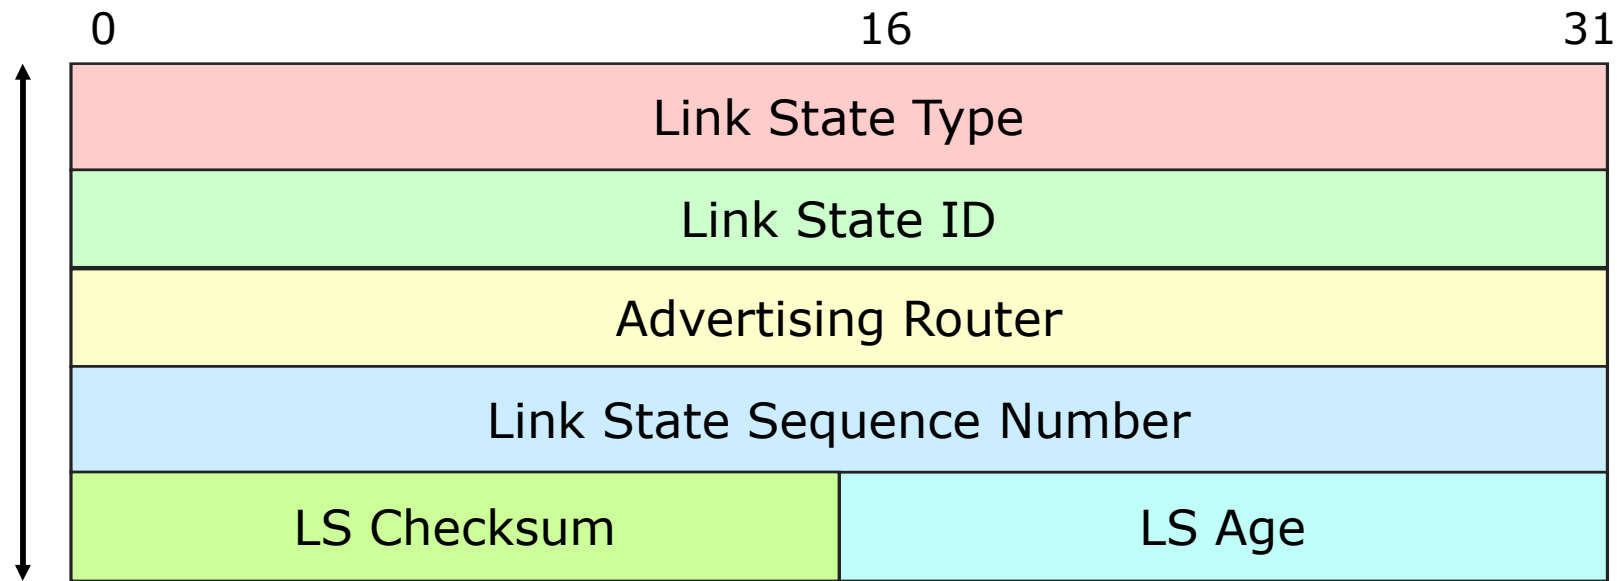 0 16 31
Link State Type
Link State ID
Advertising Router
Link State Sequence Number
LS Checksum LS Age